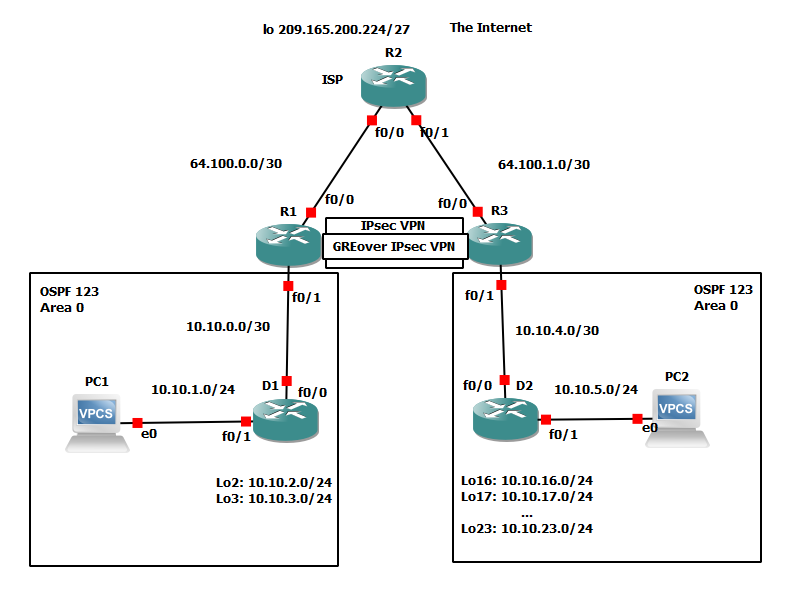 lo 209.165.200.224/27
The Internet
R2
ISP
f0/0
f0/1
64.100.0.0/30
64.100.1.0/30
f0/0
f0/0
R1
R3
IPsec VPN
GREover IPsec VPN
OSPF 123
Area 0
f0/1
f0/1
OSPF 123
Area 0
10.10.0.0/30
10.10.4.0/30
PC1
10.10.1.0/24
D1
f0/0
f0/0
D2
10.10.5.0/24
PC2
VPCS
VPCS
e0
f0/1
f0/1
e0
Lo2: 10.10.2.0/24
Lo3: 10.10.3.0/24
Lo16: 10.10.16.0/24
Lo17: 10.10.17.0/24
...
Lo23: 10.10.23.0/24